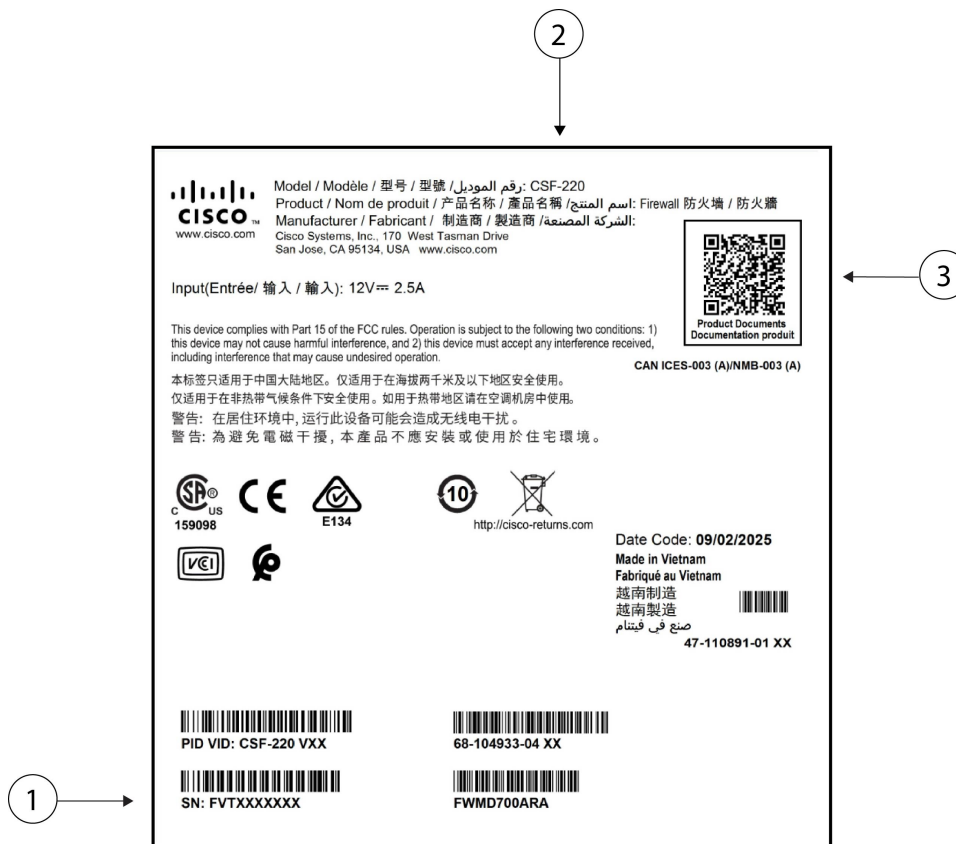 2
CISCO TM
www.cisco.com
Model / Modèle / 型号 / 型號 /رقم الموديل: CSF-220
Product / Nom de produit / 产品名称 / 產品名稱 /اسم المنتج: Firewall 防火墙 / 防火牆
Manufacturer / Fabricant / 制造商 / 製造商 /الشركة المصنعة:
Cisco Systems, Inc., 170 West Tasman Drive
San Jose, CA 95134, USA www.cisco.com
3
Input(Entrée/ 输入 / 輸入): 12V⎓ 2.5A
Product Documents
Documentation produit
This device complies with Part 15 of the FCC rules. Operation is subject to the following two conditions: 1)
this device may not cause harmful interference, and 2) this device must accept any interference received,
including interference that may cause undesired operation.
CAN ICES-003 (A)/NMB-003 (A)
本标签只适用于中国大陆地区。仅适用于在海拔两千米及以下地区安全使用。
仅适用于在非热带气候条件下安全使用。如用于热带地区请在空调机房中使用。
警告: 在居住环境中, 运行此设备可能会造成无线电干扰。
警告: 為避免電磁干擾, 本產品不應安裝或使用於住宅環境。
C SA ® US
159098
CE
E134
10
http://cisco-returns.com
VCI
Date Code: 09/02/2025
Made in Vietnam
Fabriqué au Vietnam
越南制造
越南製造
صنع في فيتنام
47-110891-01 XX
PID VID: CSF-220 VXX
68-104933-04 XX
1
SN: FVTXXXXXXX
FWMD700ARA